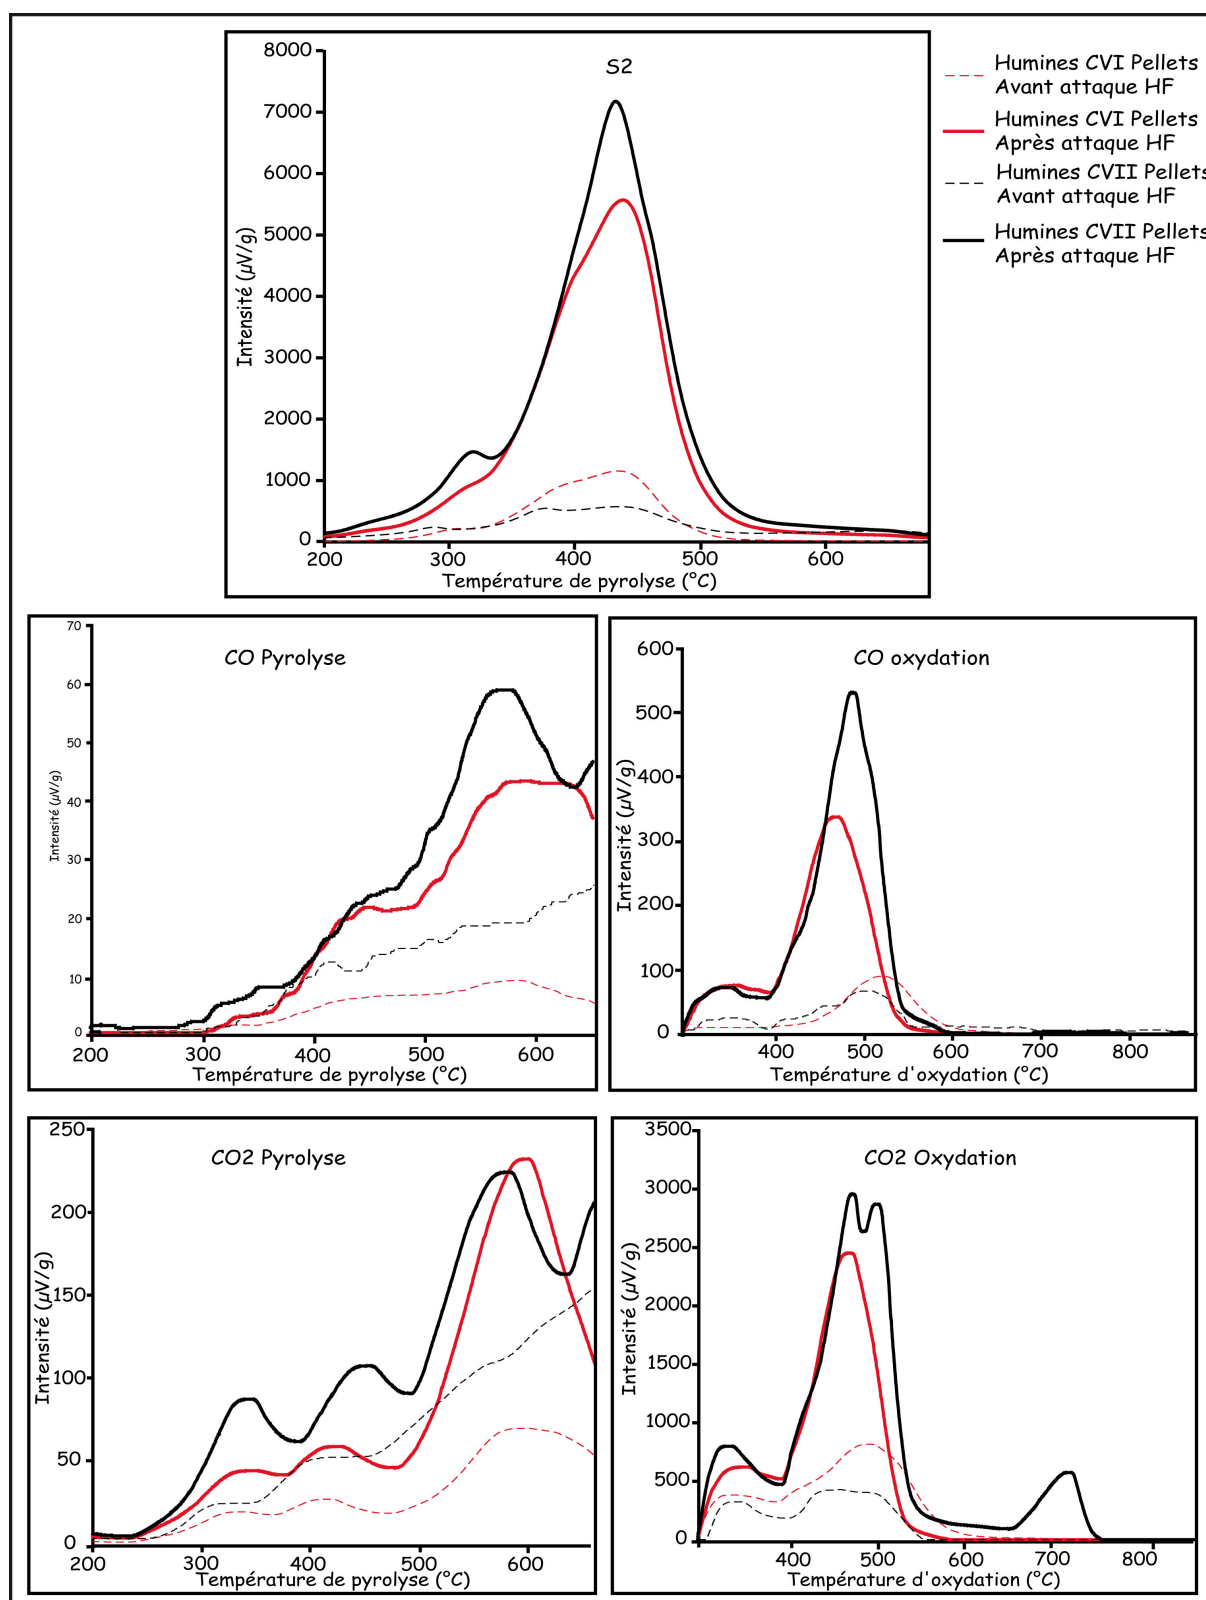 S2
8000
7000
6000
5000
4000
3000
2000
1000
0
Intensité (µV/g)
200 300 400 500 600
Température de pyrolyse (°C)
Humines CVI Pellets
Avant attaque HF
Humines CVI Pellets
Après attaque HF
Humines CVII Pellets
Avant attaque HF
Humines CVII Pellets
Après attaque HF
CO Pyrolyse
70
60
50
40
30
20
10
0
Intensité (µV/g)
200 300 400 500 600
Température de pyrolyse (°C)
CO oxydation
600
500
400
300
200
100
0
Intensité (µV/g)
400 500 600 700 800
Température d'oxydation (°C)
CO2 Pyrolyse
250
200
150
100
50
0
Intensité (µV/g)
200 300 400 500 600
Température de pyrolyse (°C)
CO2 Oxydation
3500
3000
2500
2000
1500
1000
500
0
Intensité (µV/g)
400 500 600 700 800
Température d'oxydation (°C)